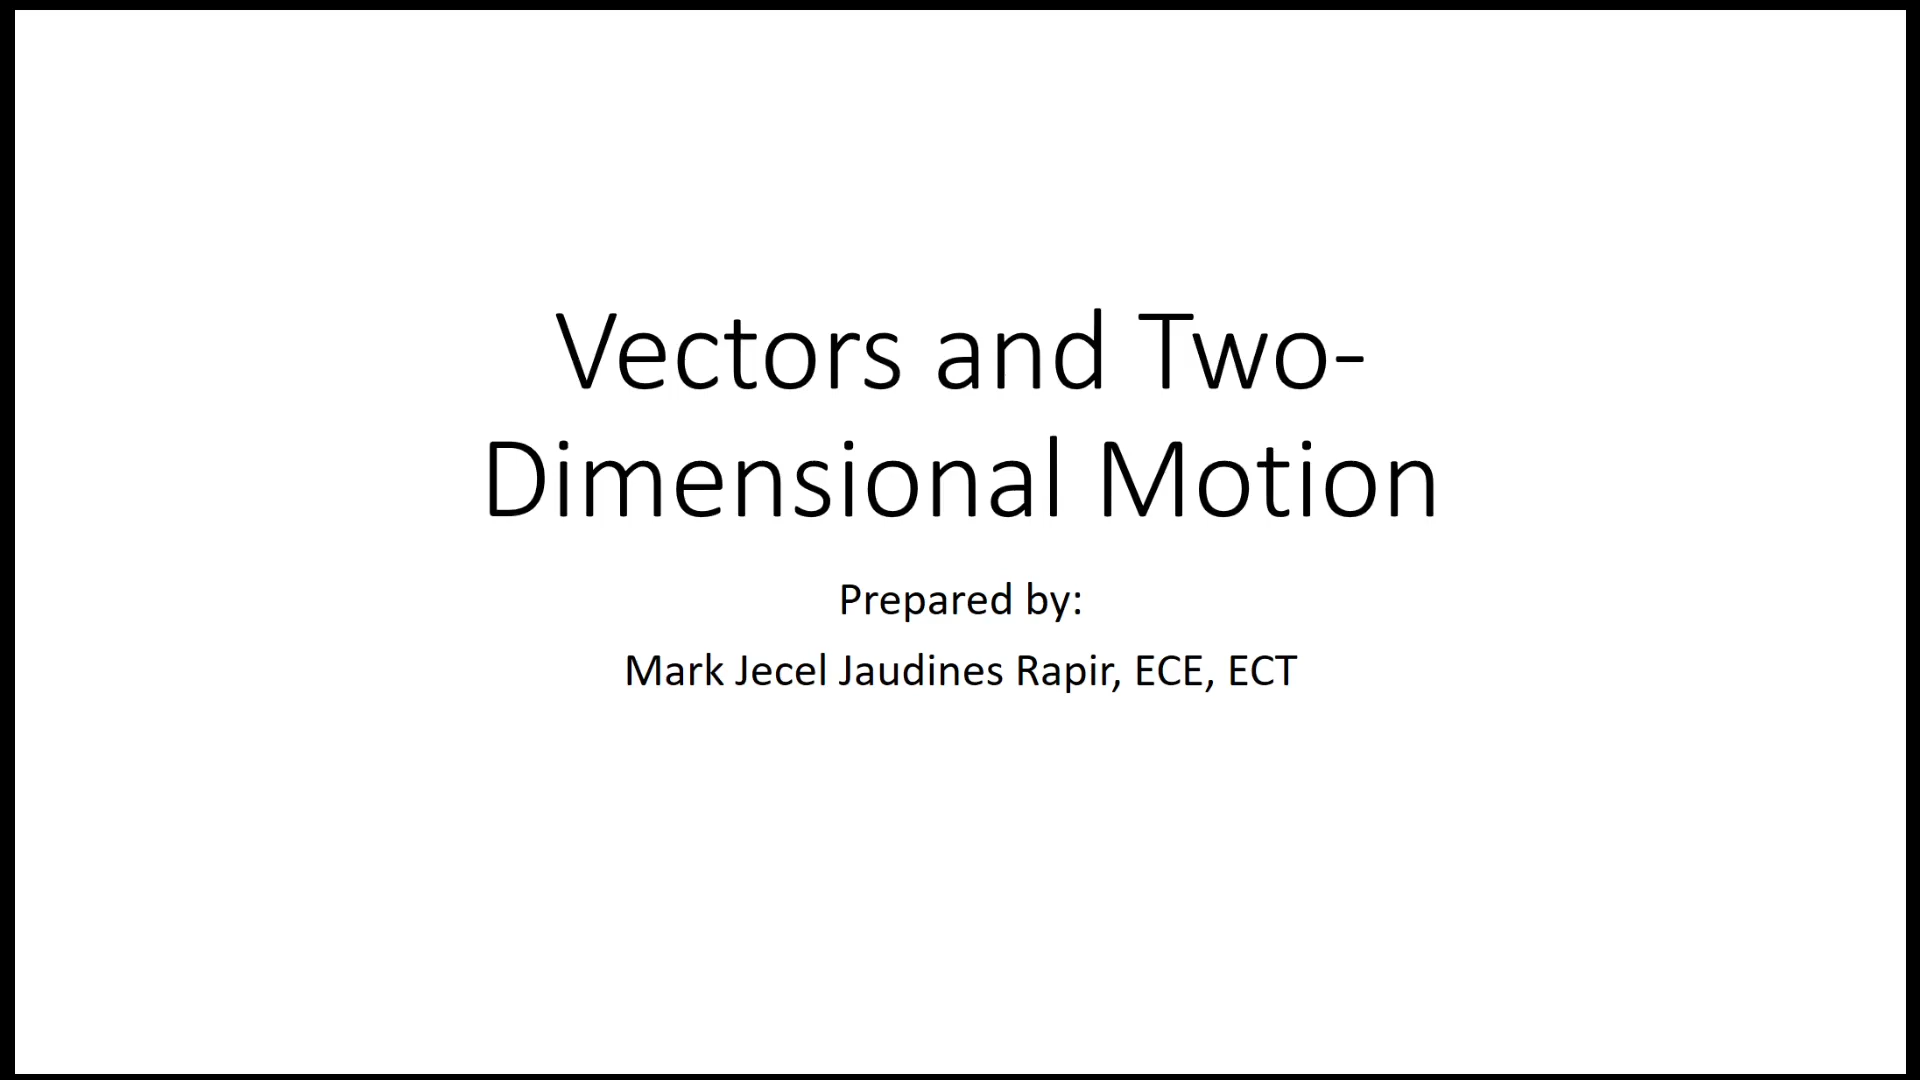 Vectors and Two-
Dimensional Motion
Prepared by:
Mark Jecel Jaudines Rapir, ECE, ECT